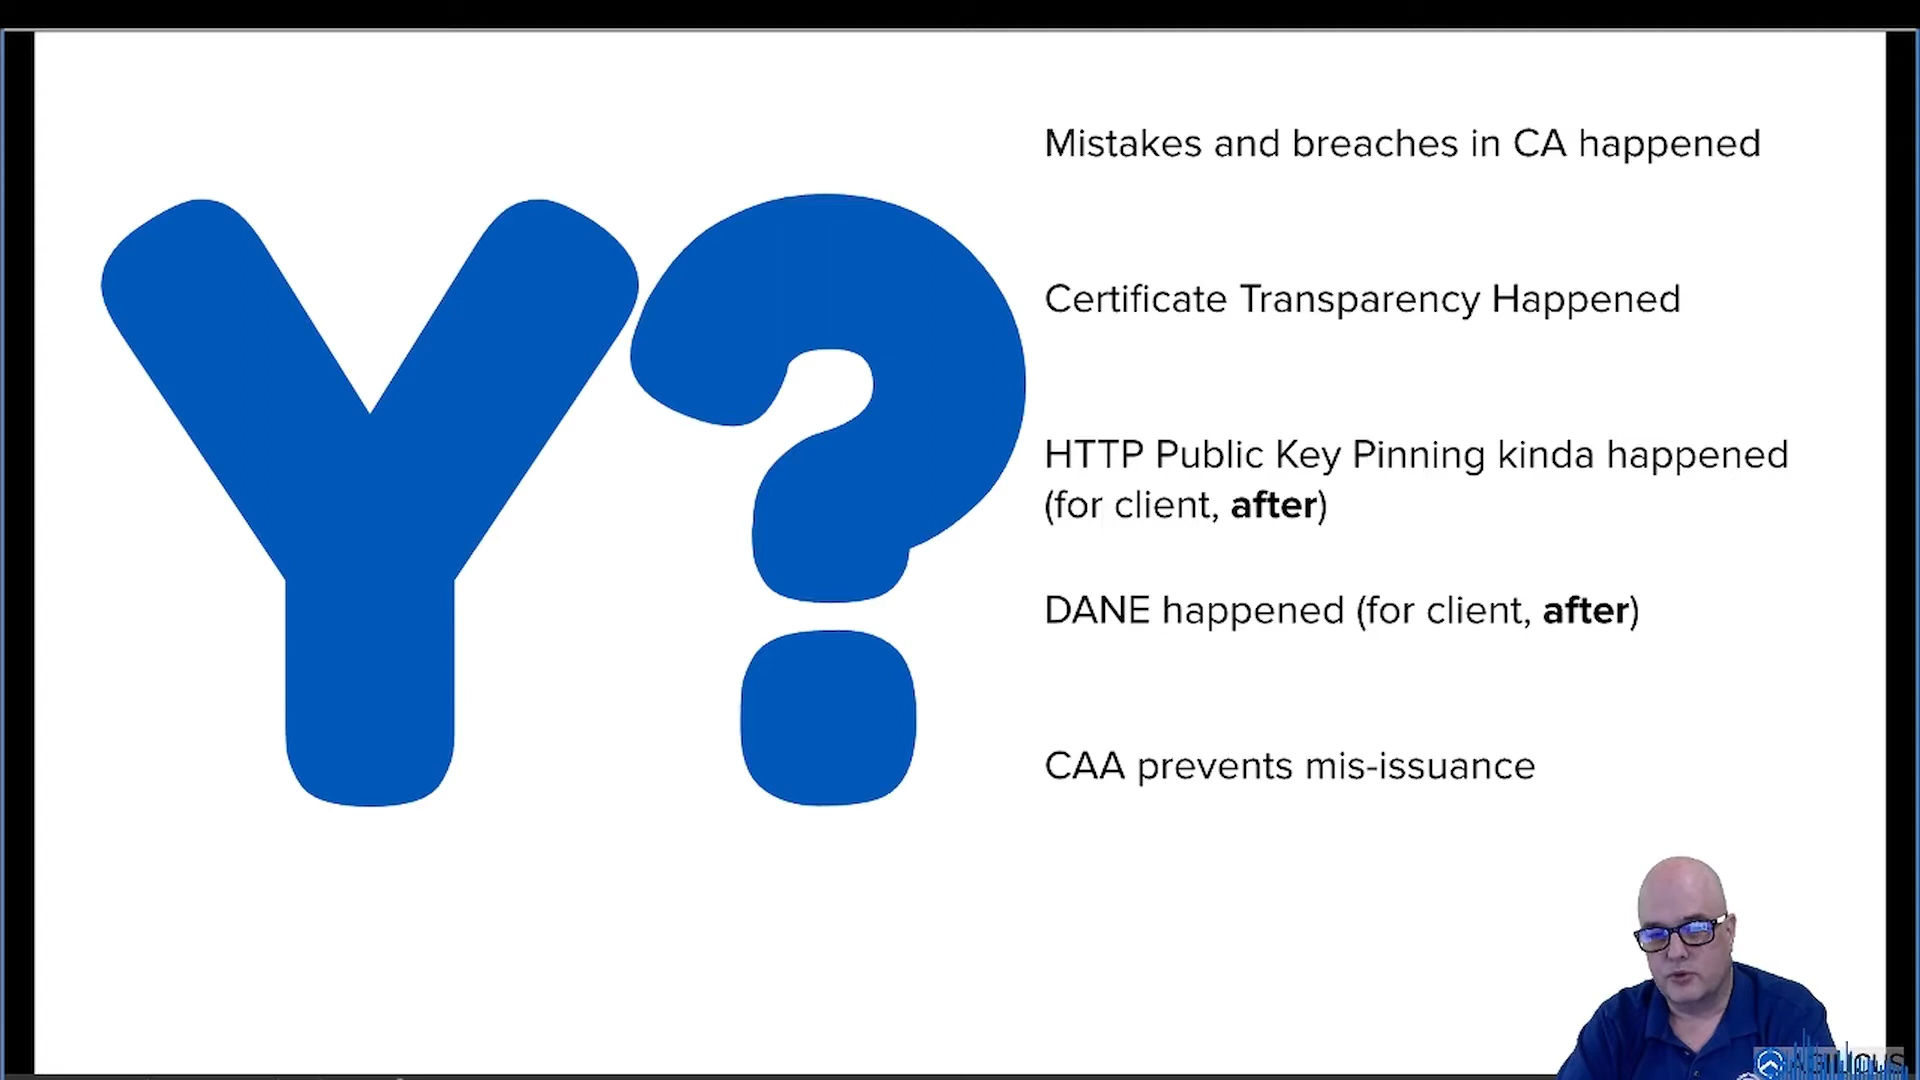 Y?
Mistakes and breaches in CA happened
Certificate Transparency Happened
HTTP Public Key Pinning kinda happened
(for client, after)
DANE happened (for client, after)
CAA prevents mis-issuance
AGILICUS